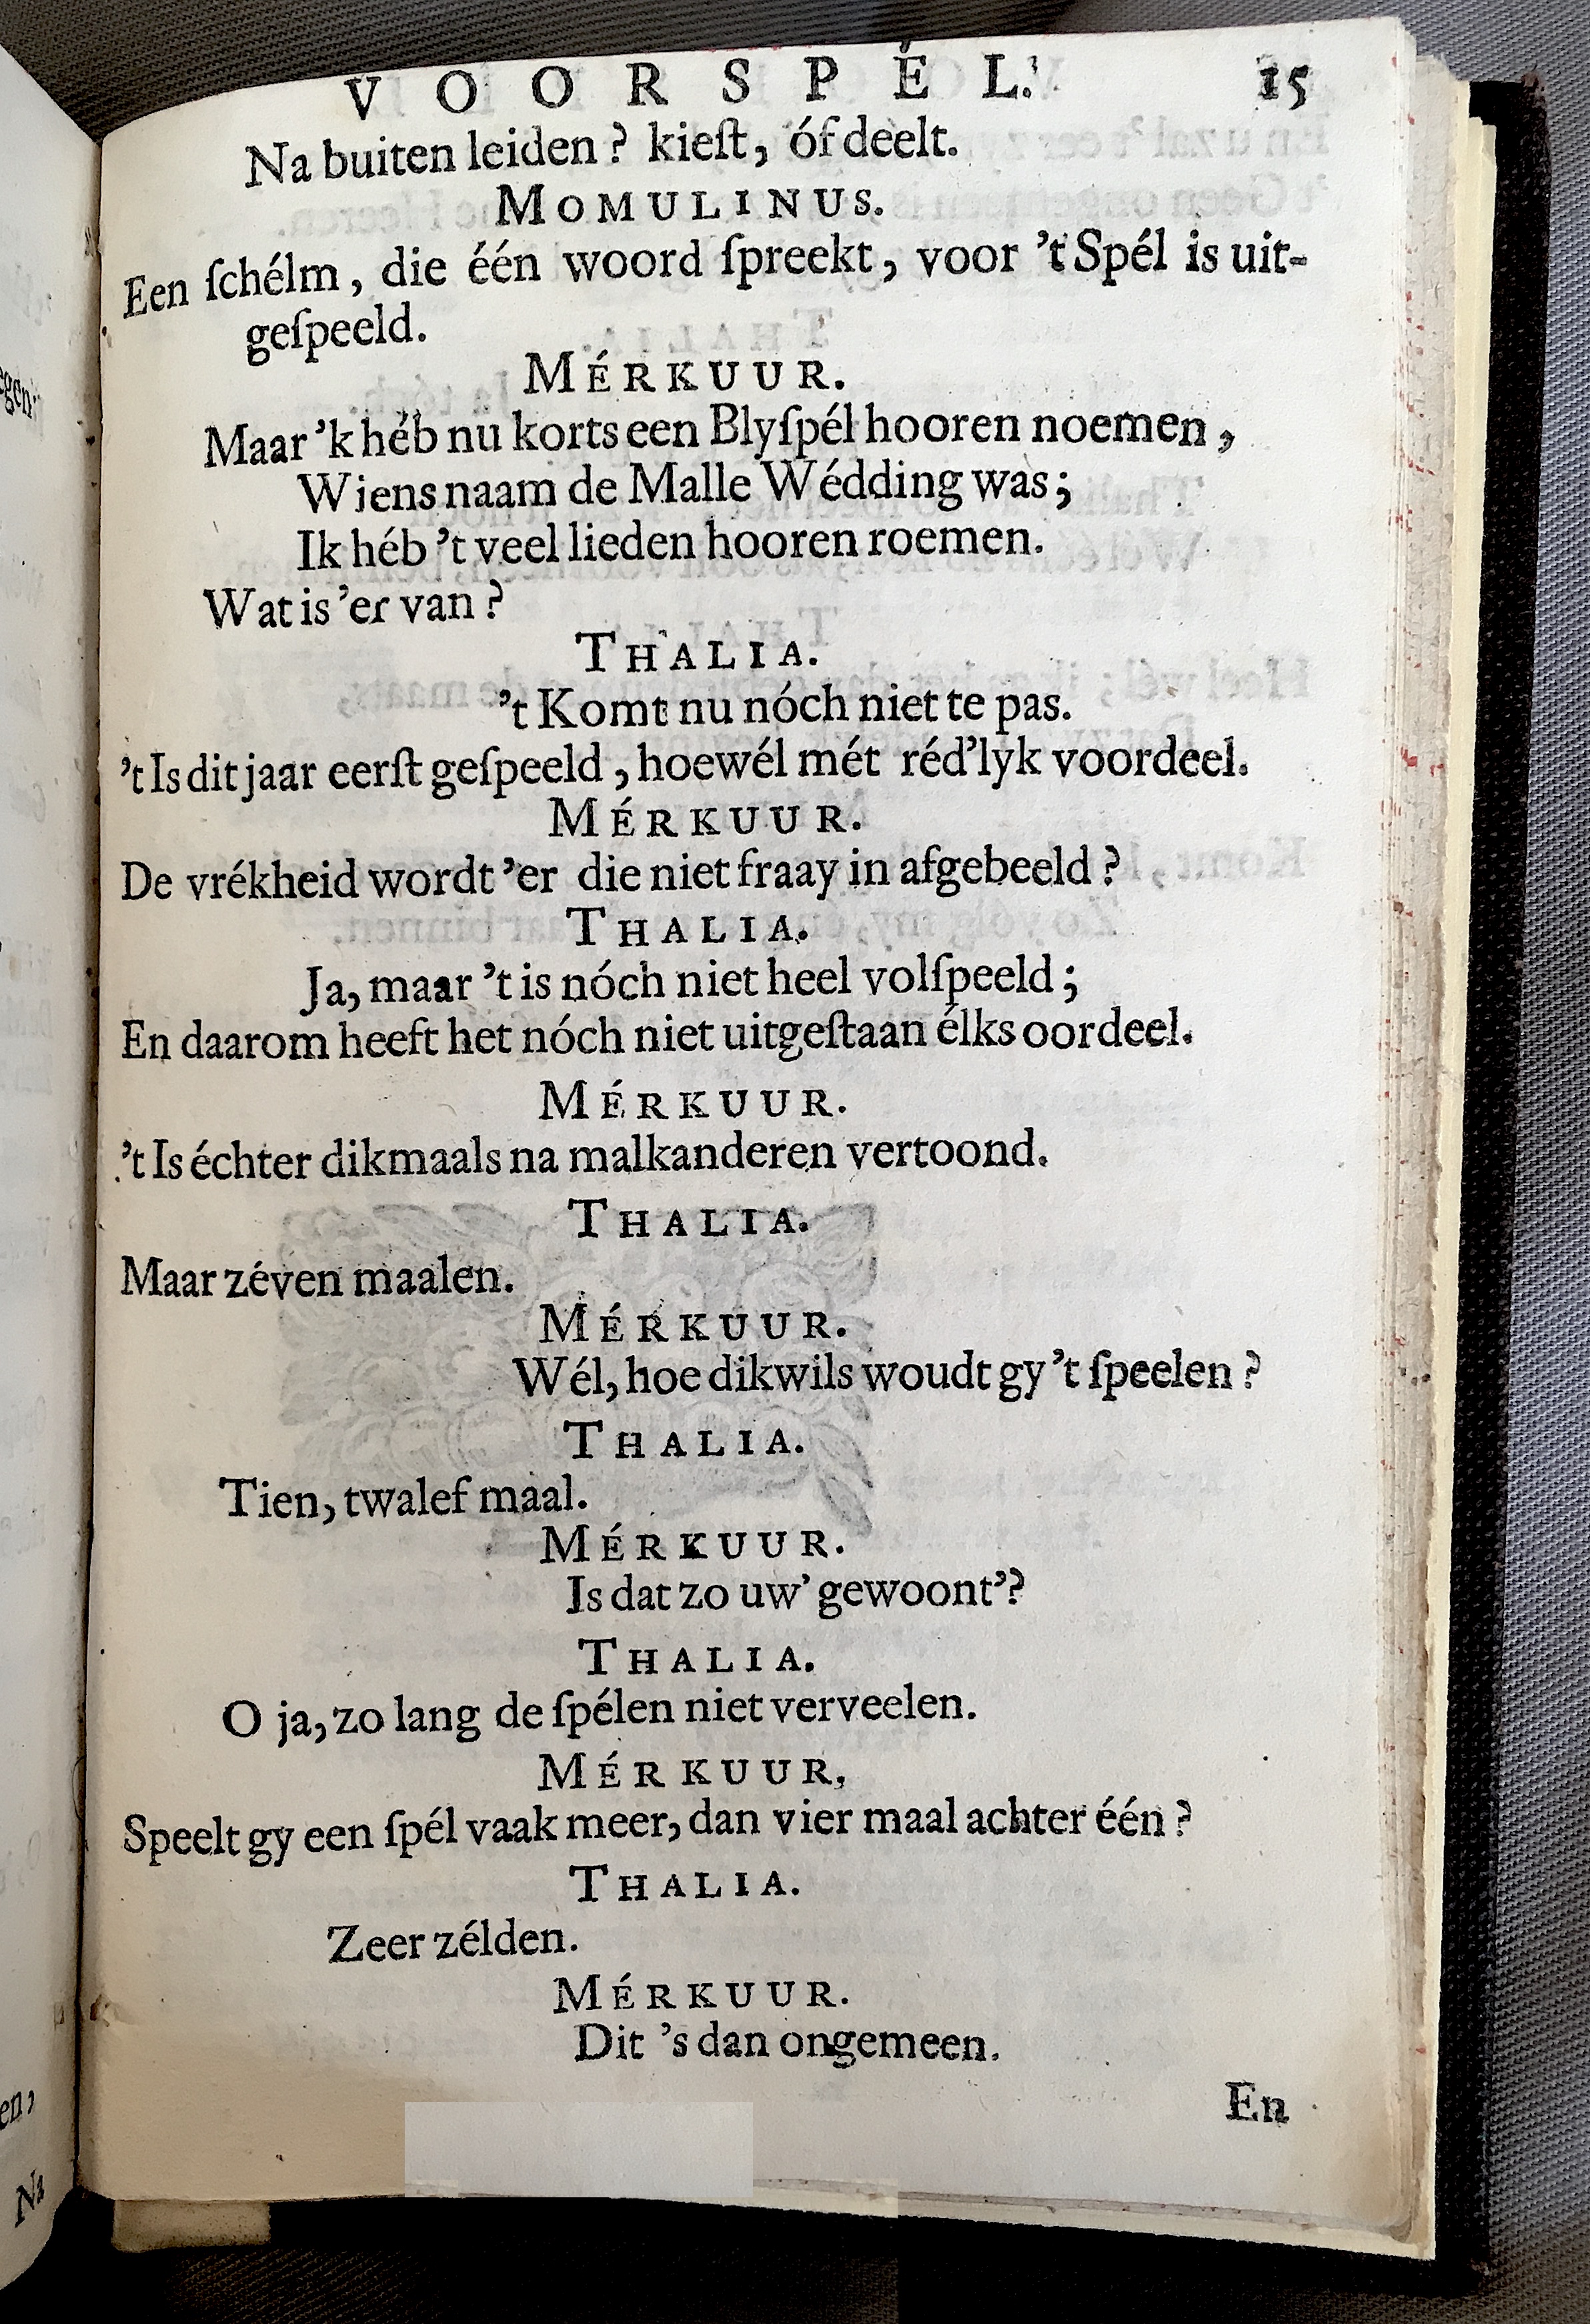 VOORSPÉL. 15
Na buiten leiden? kieſt, óf deelt.
MOMULINUS.
Een ſchélm, die één woord ſpreekt, voor 't Spél is uit-
geſpeeld.
MÉRKUUR.
Maar 'k héb nu korts een Blyſpél hooren noemen,
Wiens naam de Malle Wédding was;
Ik héb 't veel lieden hooren roemen.
Wat is 'er van?
THALIA.
't Komt nu nóch niet te pas.
't Is dit jaar eerſt geſpeeld, hoewél mét réd'lyk voordeel.
MÉRKUUR.
De vrékheid wordt 'er die niet fraay in afgebeeld?
THALIA.
Ja, maar 't is nóch niet heel volſpeeld;
En daarom heeft het nóch niet uitgeſtaan élks oordeel.
MÉRKUUR.
't Is échter dikmaals na malkanderen vertoond.
THALIA.
Maar zéven maalen.
MÉRKUUR.
Wél, hoe dikwils woudt gy 't ſpeelen?
THALIA.
Tien, twalef maal.
MÉRKUUR.
Is dat zo uw' gewoont'?
THALIA.
O ja, zo lang de ſpélen niet verveelen.
MÉRKUUR,
Speelt gy een ſpél vaak meer, dan vier maal achter één?
THALIA.
Zeer zélden.
MÉRKUUR.
Dit 's dan ongemeen.
En
egen
en,
Na